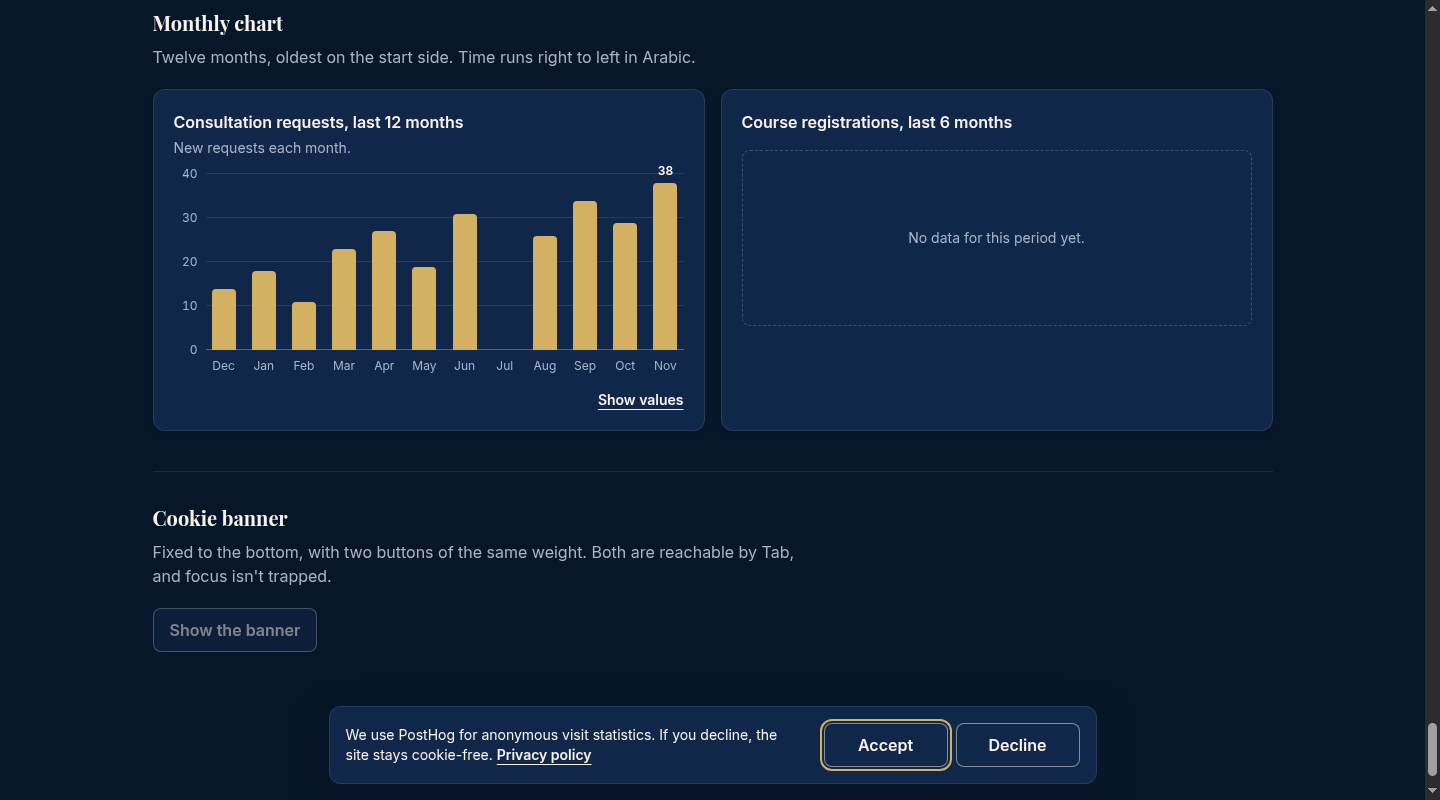 Monthly chart
Twelve months, oldest on the start side. Time runs right to left in Arabic.
Consultation requests, last 12 months
New requests each month.
40
30
20
10
0
38
Dec Jan Feb Mar Apr May Jun Jul Aug Sep Oct Nov
Show values
Course registrations, last 6 months
No data for this period yet.
Cookie banner
Fixed to the bottom, with two buttons of the same weight. Both are reachable by Tab,
and focus isn't trapped.
Show the banner
We use PostHog for anonymous visit statistics. If you decline, the
site stays cookie-free. Privacy policy
Accept
Decline